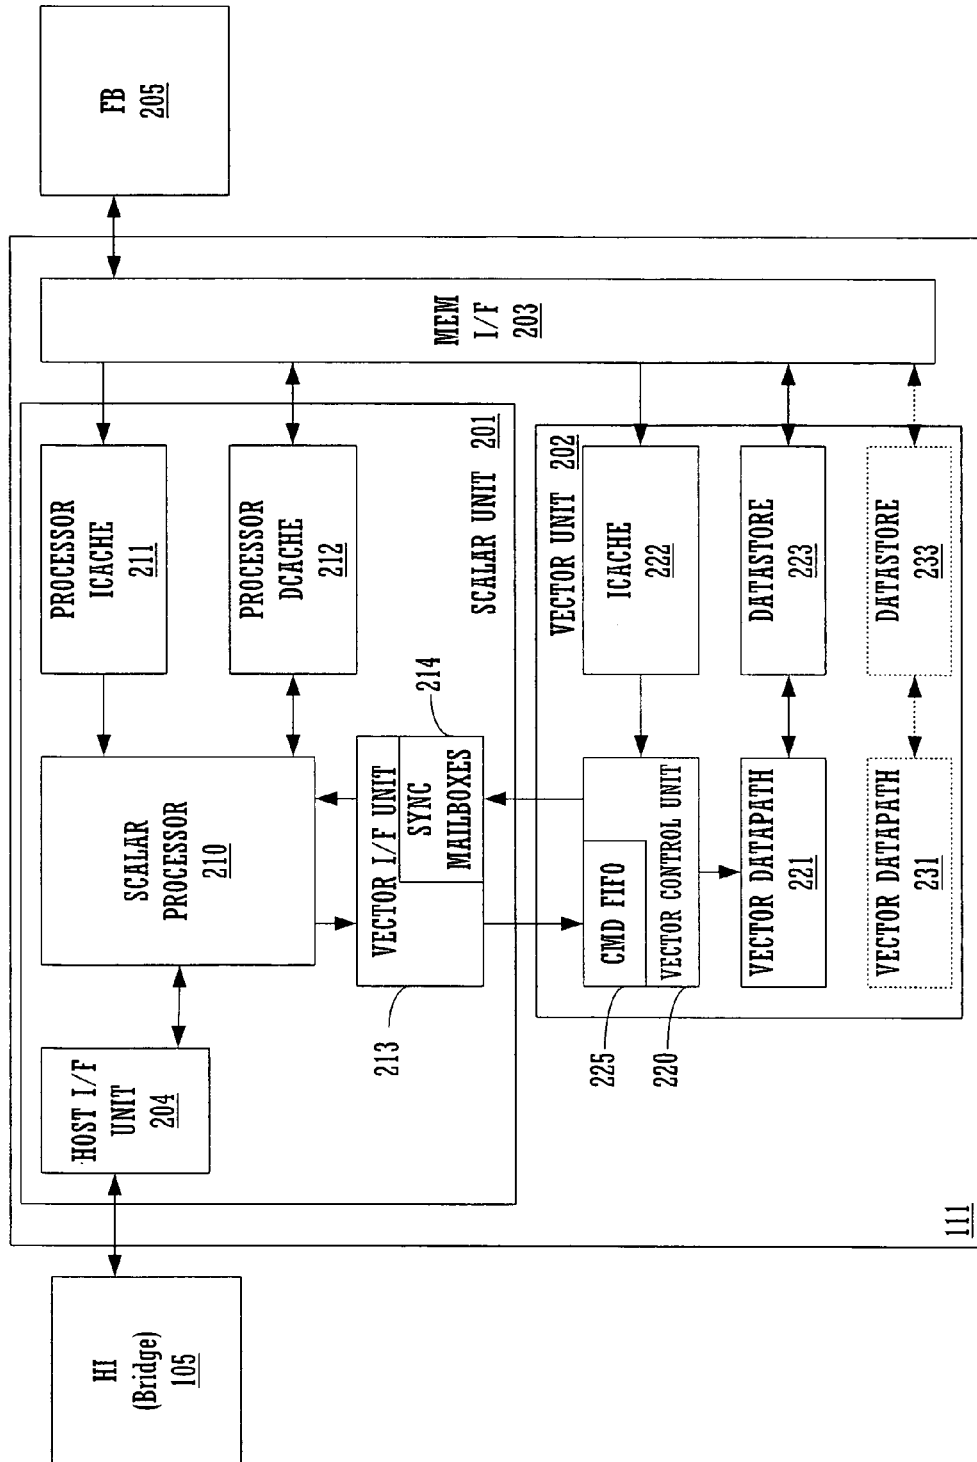 HI
(Bridge)
105
HOST I/F
UNIT
204
SCALAR
PROCESSOR
210
PROCESSOR
ICACHE
211
PROCESSOR
DCACHE
212
213
VECTOR I/F UNIT
SYNC
MAILBOXES
214
SCALAR UNIT 201
MEM
I/F
203
FB
205
VECTOR UNIT 202
225
220
CMD FIFO
VECTOR CONTROL UNIT
ICACHE
222
VECTOR DATAPATH
221
DATASTORE
223
VECTOR DATAPATH
231
DATASTORE
233
111